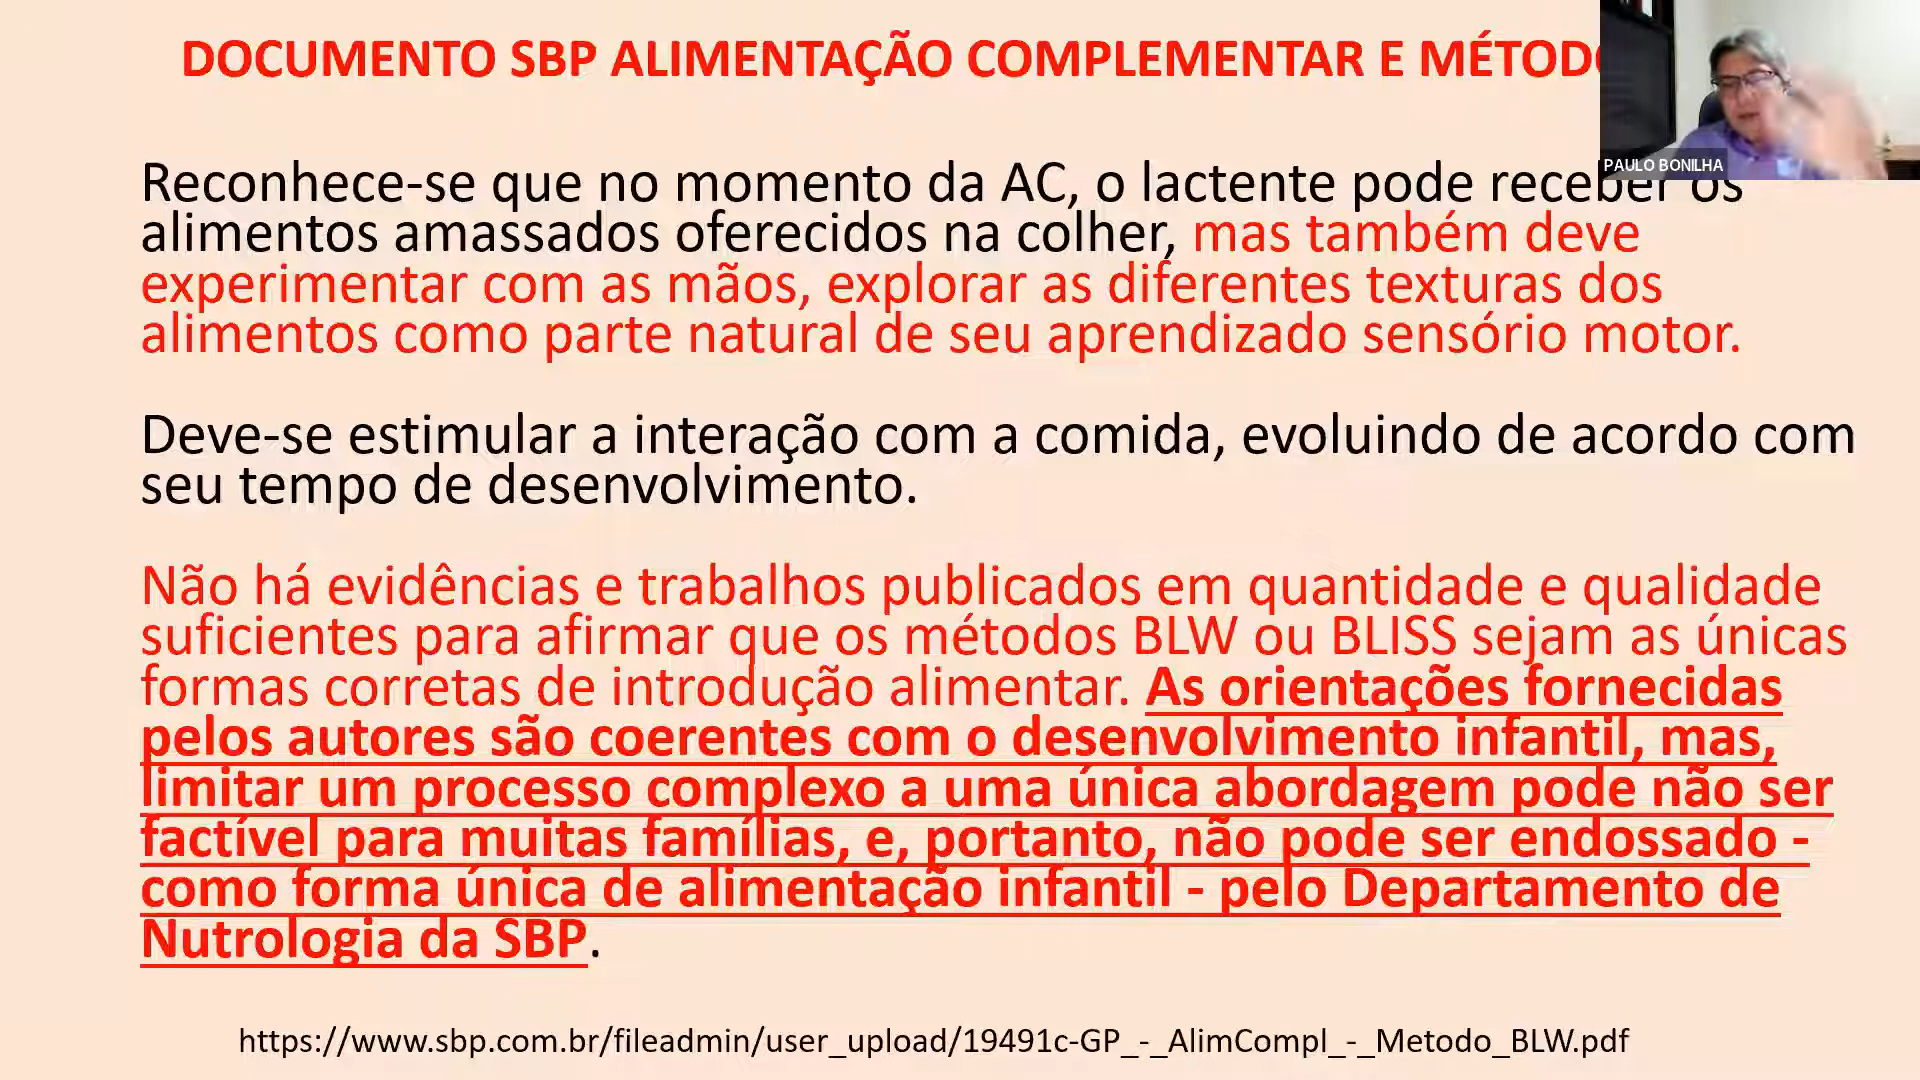 DOCUMENTO SBP ALIMENTAÇÃO COMPLEMENTAR E
PAULO BONILHA
Reconhece-se que no momento da AC, o lactente pode receber os
alimentos amassados oferecidos na colher, mas também deve
experimentar com as mãos, explorar as diferentes texturas dos
alimentos como parte natural de seu aprendizado sensório motor.
Deve-se estimular a interação com a comida, evoluindo de acordo com
seu tempo de desenvolvimento.
Não há evidências e trabalhos publicados em quantidade e qualidade
suficientes para afirmar que os métodos BLW ou BLISS sejam as únicas
formas corretas de introdução alimentar. As orientações fornecidas
pelos autores são coerentes com o desenvolvimento infantil, mas,
limitar um processo complexo a uma única abordagem pode não ser
factível para muitas famílias, e, portanto, não pode ser endossado -
como forma única de alimentação infantil - pelo Departamento de
Nutrologia da SBP.
https://www.sbp.com.br/fileadmin/user_upload/19491c-GP_-_AlimCompl_-_Metodo_BLW.pdf